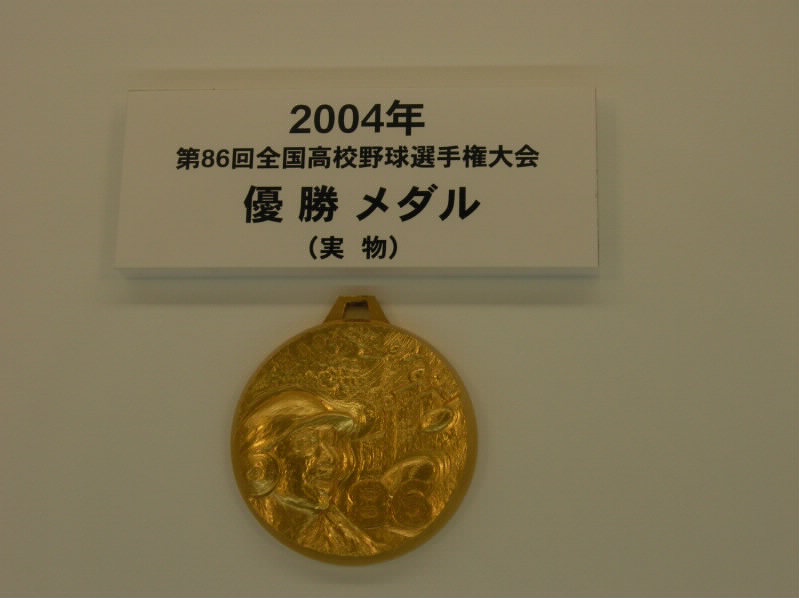 2004年
第86回全国高校野球選手権大会
優 勝 メダル
（実 物）
86